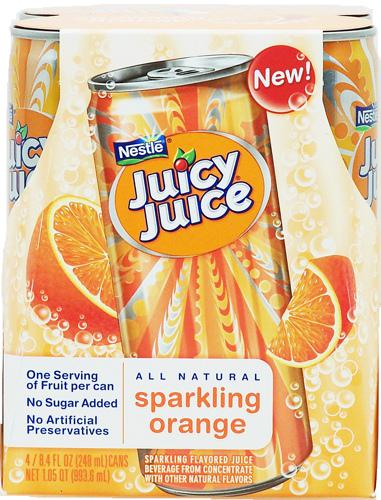 New!
Nestlé
Juicy
Juice
One Serving
of Fruit per can
No Sugar Added
No Artificial
Preservatives
ALL NATURAL
sparkling
orange
4 / 8.4 FL OZ (248 mL) CANS
NET 1.05 QT (993.6 mL)
SPARKLING FLAVORED JUICE
BEVERAGE FROM CONCENTRATE
WITH OTHER NATURAL FLAVORS